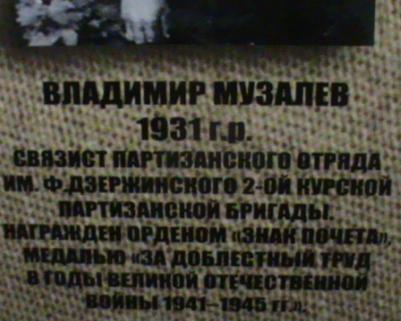 ВЛАДИМИР МУЗАЛЕВ
1931 г.р.
СВЯЗИСТ ПАРТИЗАНСКОГО ОТРЯДА
ИМ. Ф.ДЗЕРЖИНСКОГО 2-ОЙ КУРСКОЙ
ПАРТИЗАНСКОЙ БРИГАДЫ.
НАГРАЖДЕН ОРДЕНОМ «ЗНАК ПОЧЕТА»,
МЕДАЛЬЮ «ЗА ДОБЛЕСТНЫЙ ТРУД
В ГОДЫ ВЕЛИКОЙ ОТЕЧЕСТВЕННОЙ
ВОЙНЫ 1941–1945 ГГ.».